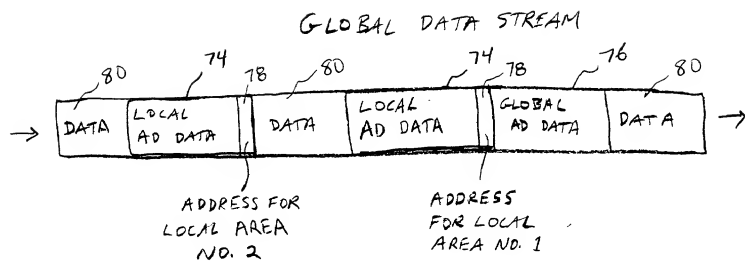 GLOBAL DATA STREAM
80
74
78
80
74
78
76
80
DATA
LOCAL
AD DATA
DATA
LOCAL
AD DATA
GLOBAL
AD DATA
DATA
ADDRESS FOR
LOCAL AREA
NO. 2
ADDRESS
FOR LOCAL
AREA NO. 1